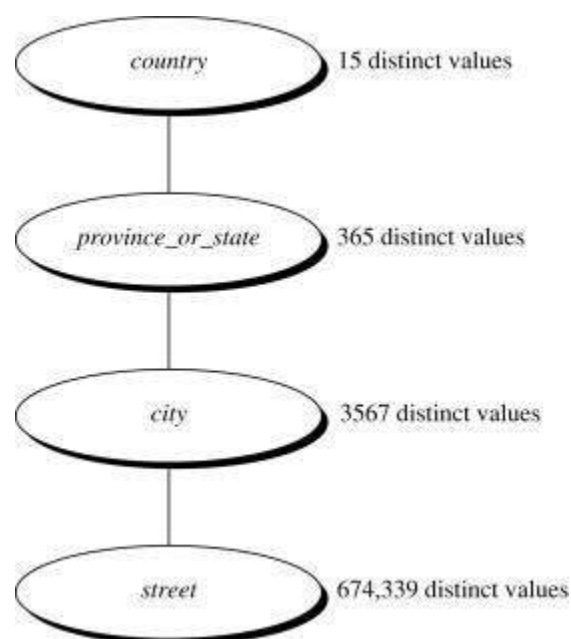 country 15 distinct values
province_or_state 365 distinct values
city 3567 distinct values
street 674,339 distinct values